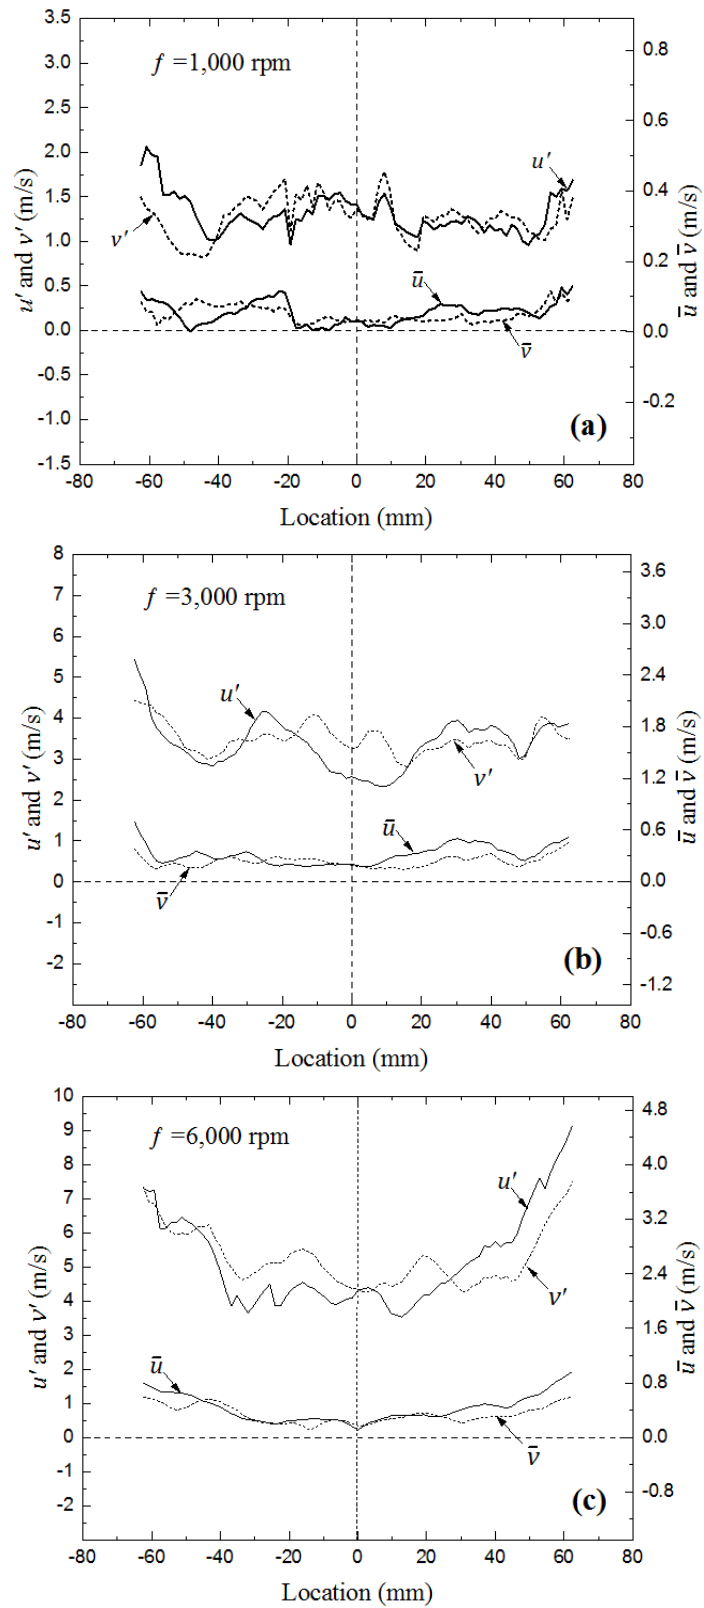 f =1,000 rpm
u′ and v′ (m/s)
3.5
3.0
2.5
2.0
1.5
1.0
0.5
0.0
-0.5
-1.0
-1.5
0.8
0.6
0.4
0.2
0.0
-0.2
u̅ and v̅ (m/s)
u′
v′
u̅
v̅
(a)
-80 -60 -40 -20 0 20 40 60 80
Location (mm)
f =3,000 rpm
u′ and v′ (m/s)
8
7
6
5
4
3
2
1
0
-1
-2
3.6
3.0
2.4
1.8
1.2
0.6
0.0
-0.6
-1.2
u̅ and v̅ (m/s)
u′
v′
u̅
v̅
(b)
-80 -60 -40 -20 0 20 40 60 80
Location (mm)
f =6,000 rpm
u′ and v′ (m/s)
10
9
8
7
6
5
4
3
2
1
0
-1
-2
4.8
4.0
3.2
2.4
1.6
0.8
0.0
-0.8
u̅ and v̅ (m/s)
u′
v′
u̅
v̅
(c)
-80 -60 -40 -20 0 20 40 60 80
Location (mm)